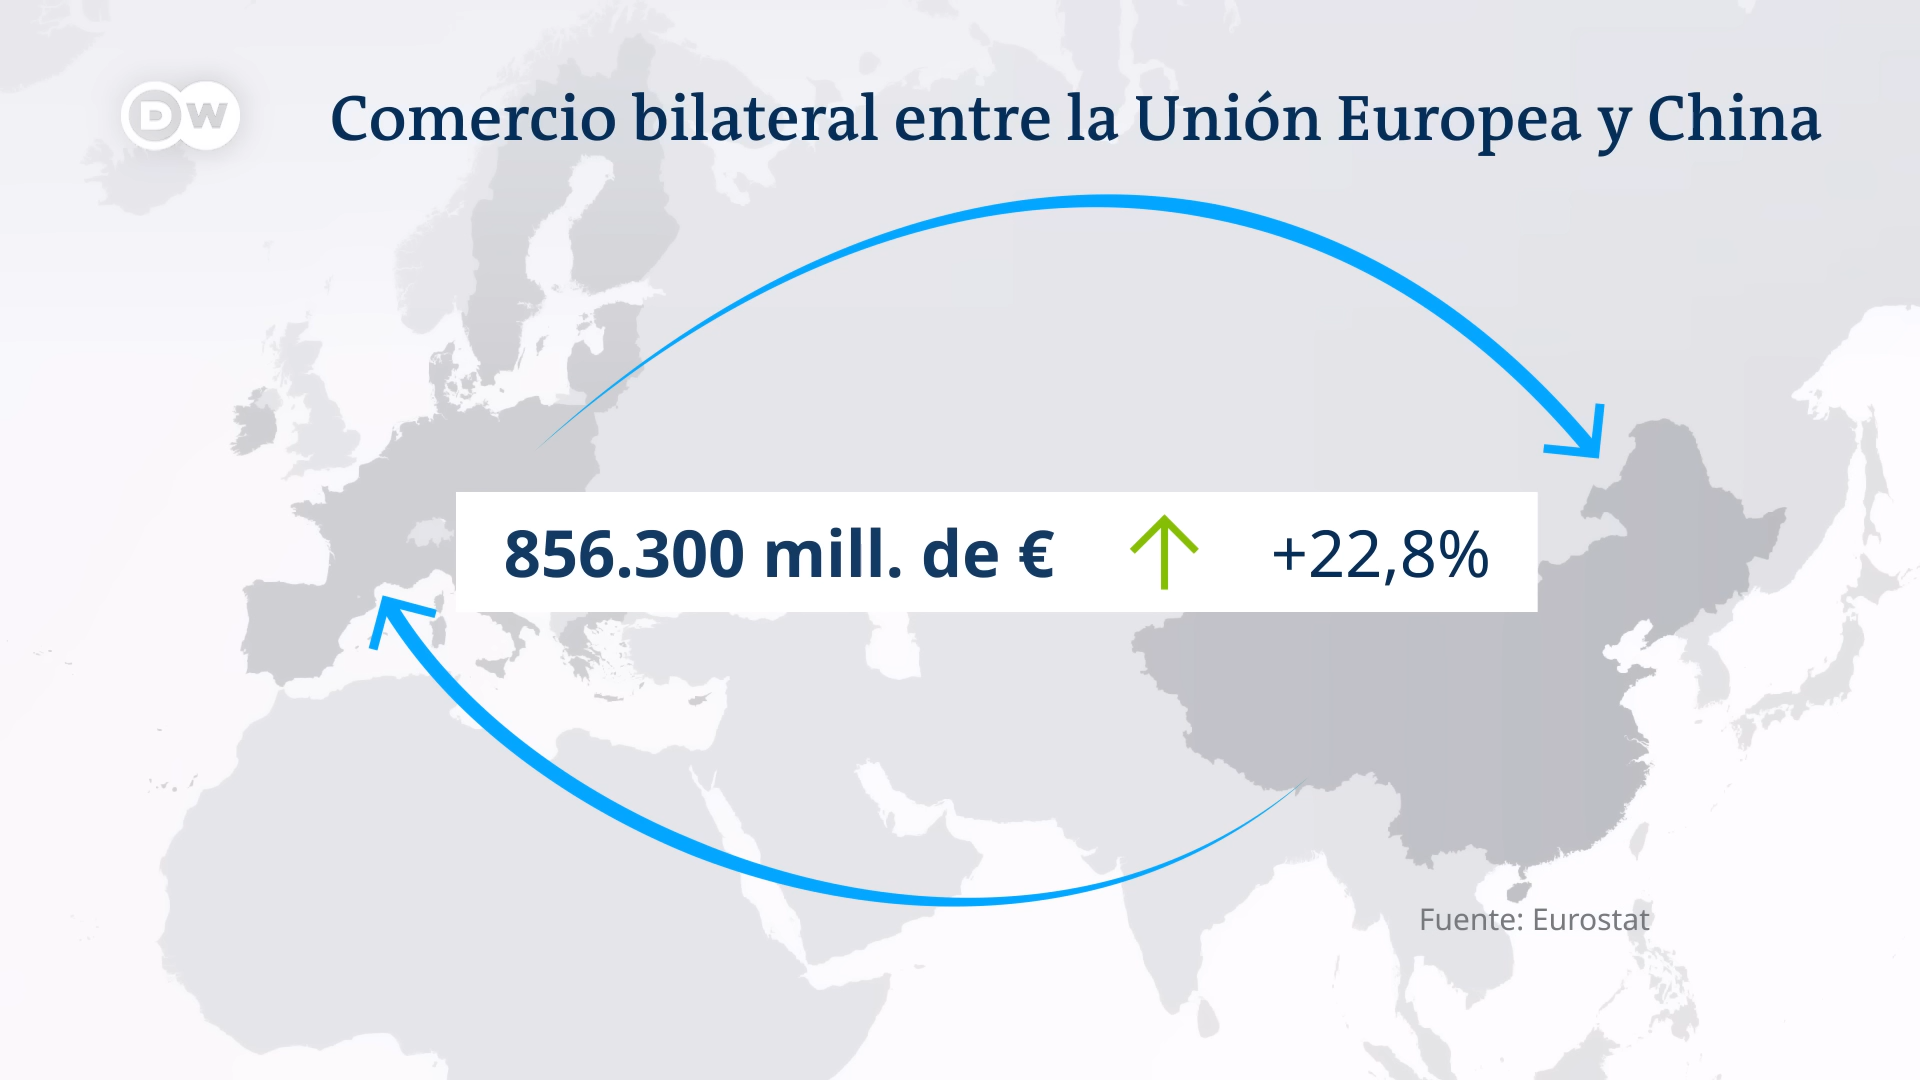 DW
Comercio bilateral entre la Unión Europea y China
856.300 mill. de € +22,8%
Fuente: Eurostat